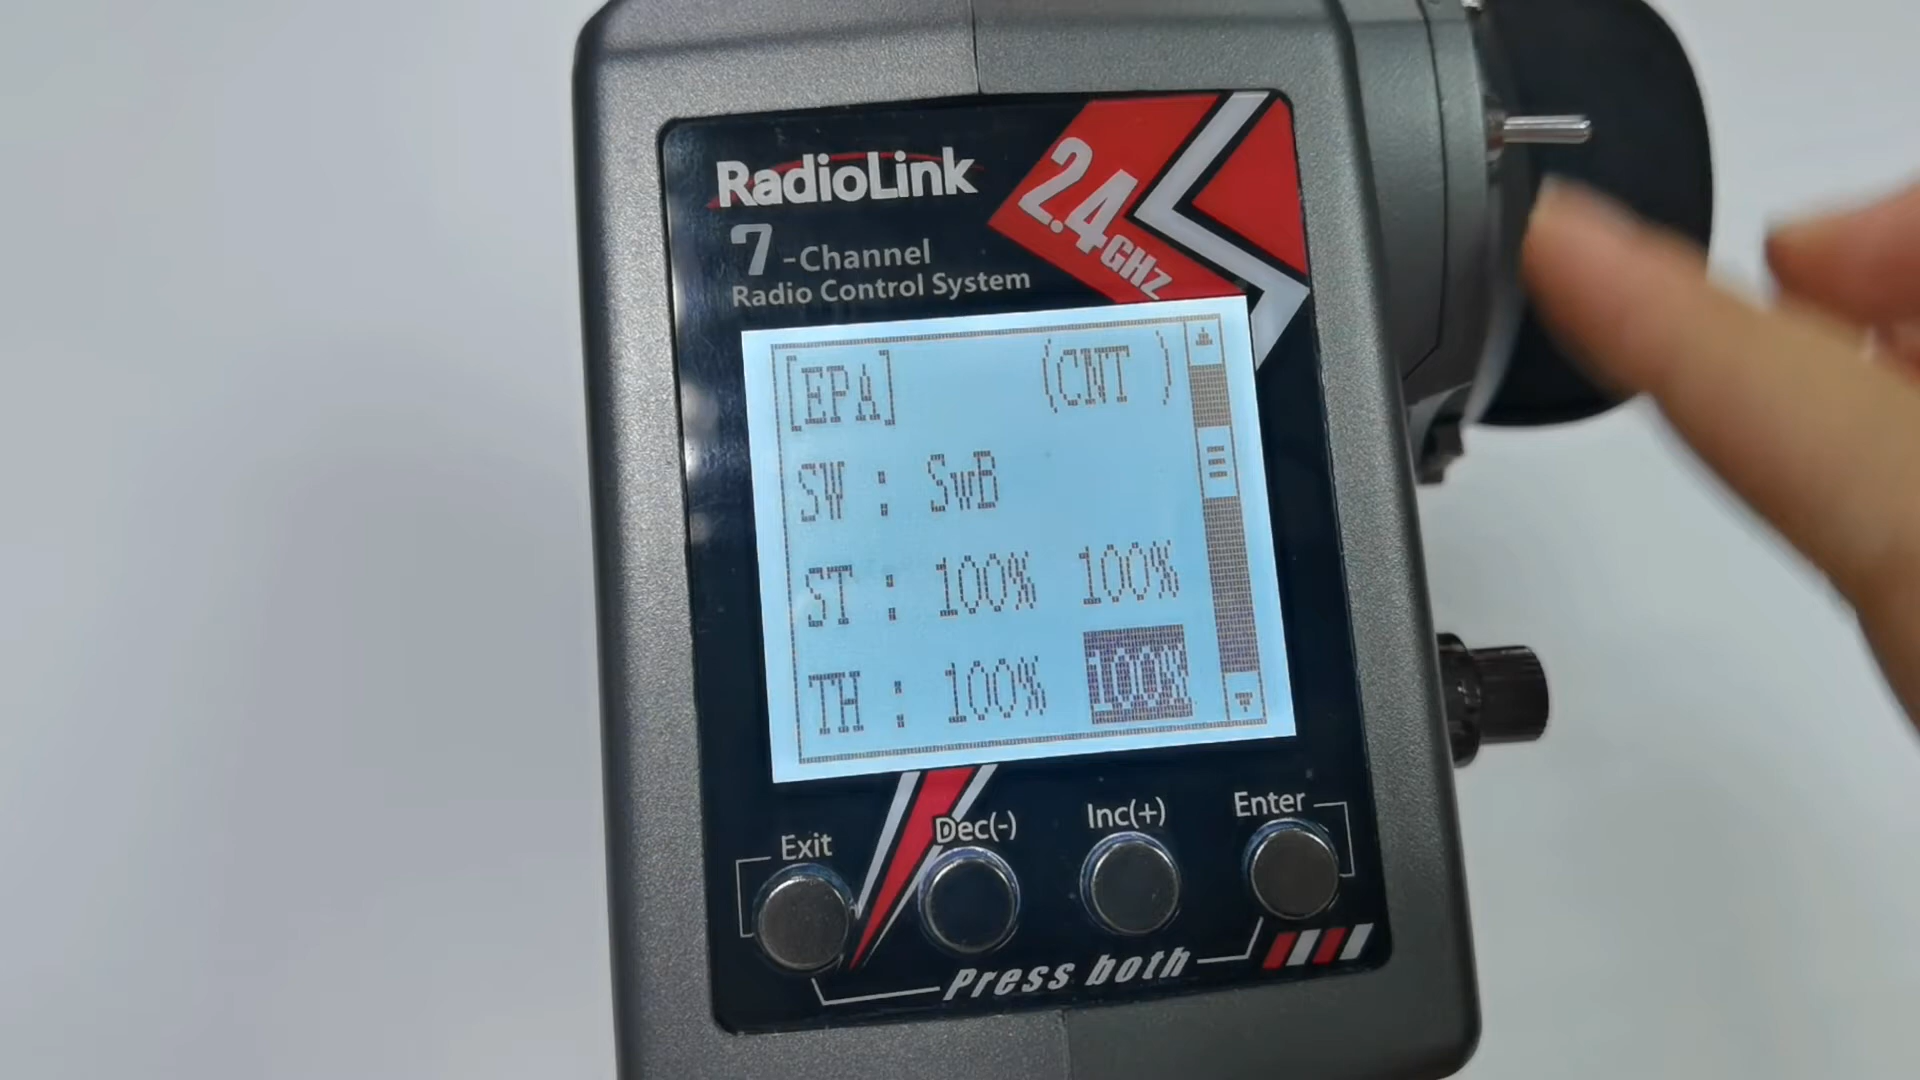 RadioLink
2.4GHz
7-Channel
Radio Control System
[EPA] (CNT )
SW : SwB
ST : 100% 100%
TH : 100% 100%
Exit Dec(-) Inc(+) Enter
Press both